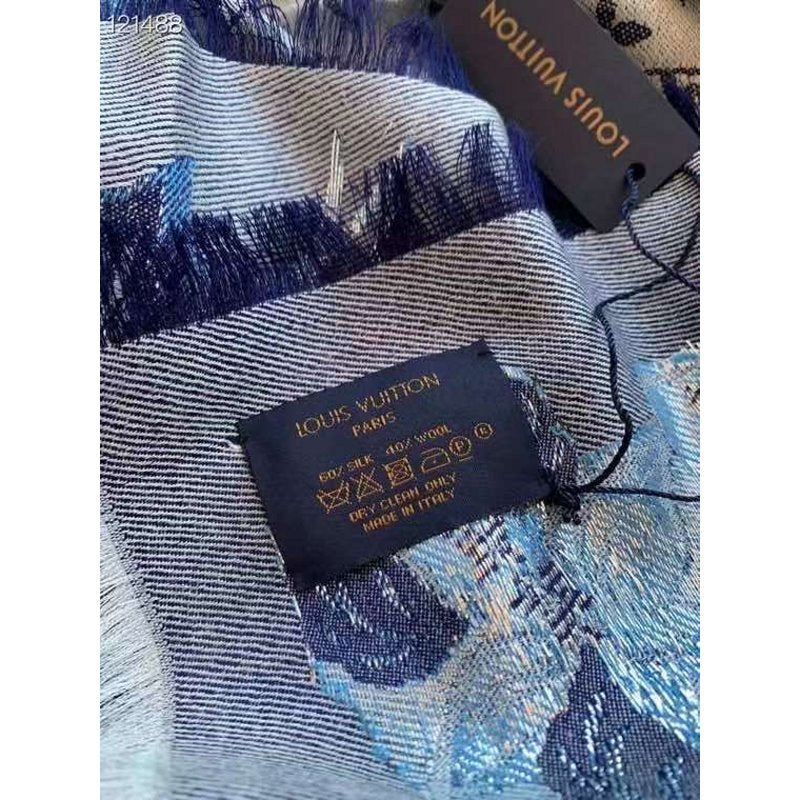 121488
LOUIS VUITTON
LOUIS VUITTON
PARIS
60% SILK 40% WOOL
P
DRY CLEAN ONLY
MADE IN ITALY